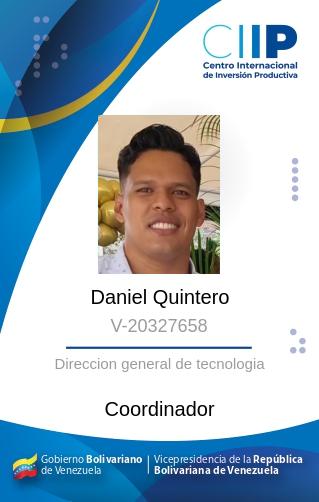 CIIP
Centro Internacional
de Inversión Productiva
Daniel Quintero
V-20327658
Direccion general de tecnologia
Coordinador
Gobierno Bolivariano
de Venezuela
Vicepresidencia de la República
Bolivariana de Venezuela